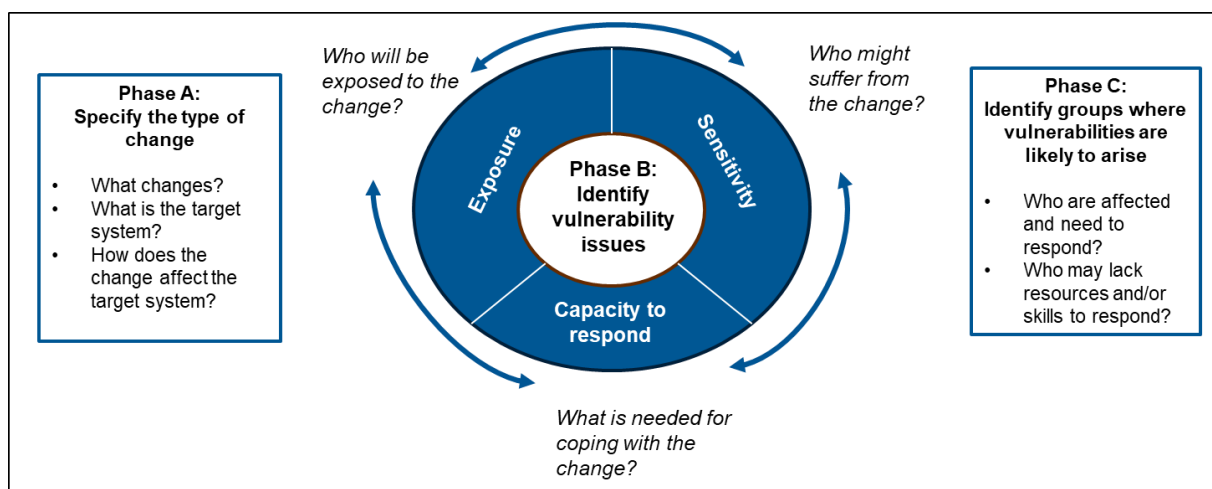 Phase A:
Specify the type of
change
• What changes?
• What is the target
system?
• How does the
change affect the
target system?
Who will be
exposed to the
change?
Who might
suffer from
the change?
Exposure
Sensitivity
Phase B:
Identify
vulnerability
issues
Capacity to
respond
What is needed for
coping with the
change?
Phase C:
Identify groups where
vulnerabilities are
likely to arise
• Who are affected
and need to
respond?
• Who may lack
resources and/or
skills to respond?